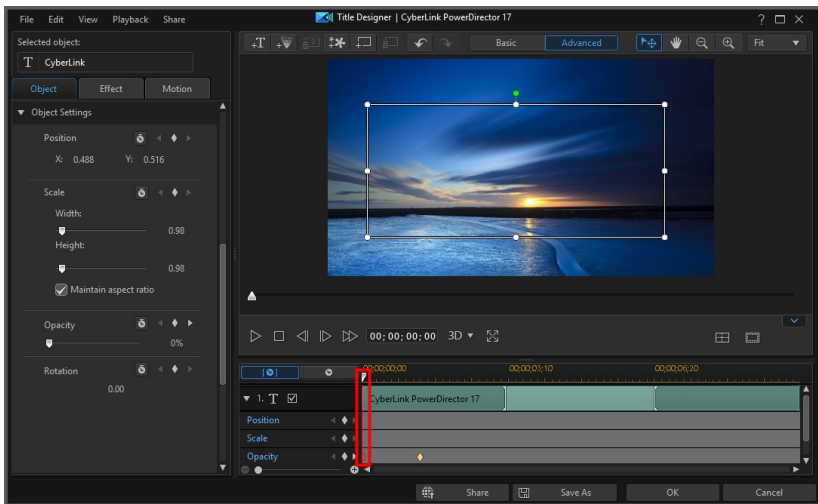 File Edit View Playback Share
Title Designer | CyberLink PowerDirector 17
Selected object:
T CyberLink
Basic Advanced Fit
Object Effect Motion
Object Settings
Position
X: 0.488 Y: 0.516
Scale
Width:
0.98
Height:
0.98
Maintain aspect ratio
Opacity
0%
Rotation
0.00
00; 00; 00; 00 3D
00;00;00;00 00;00;03;10 00;00;06;20
1. T CyberLink PowerDirector 17
Position
Scale
Opacity
Share Save As OK Cancel